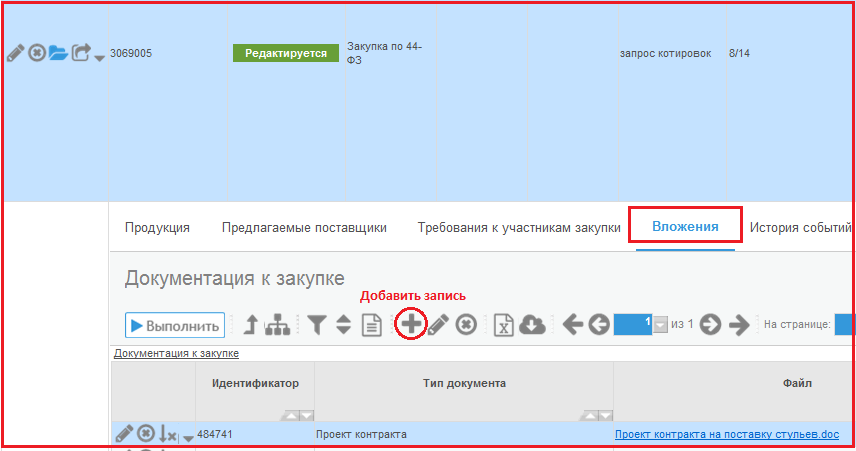 3069005 Редактируется Закупка по 44-
ФЗ запрос котировок 8/14
Продукция Предлагаемые поставщики Требования к участникам закупки Вложения История событий
Документация к закупке
Добавить запись
Выполнить 1 из 1 На странице:
Документация к закупке
Идентификатор Тип документа Файл
484741 Проект контракта Проект контракта на поставку стульев.doc